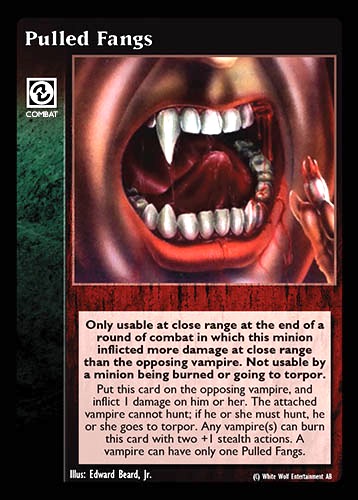 Pulled Fangs
COMBAT
Only usable at close range at the end of a
round of combat in which this minion
inflicted more damage at close range
than the opposing vampire. Not usable by
a minion being burned or going to torpor.
Put this card on the opposing vampire, and
inflict 1 damage on him or her. The attached
vampire cannot hunt; if he or she must hunt, he
or she goes to torpor. Any vampire(s) can burn
this card with two +1 stealth actions. A
vampire can have only one Pulled Fangs.
Illus: Edward Beard, Jr.
(C) White Wolf Entertainment AB